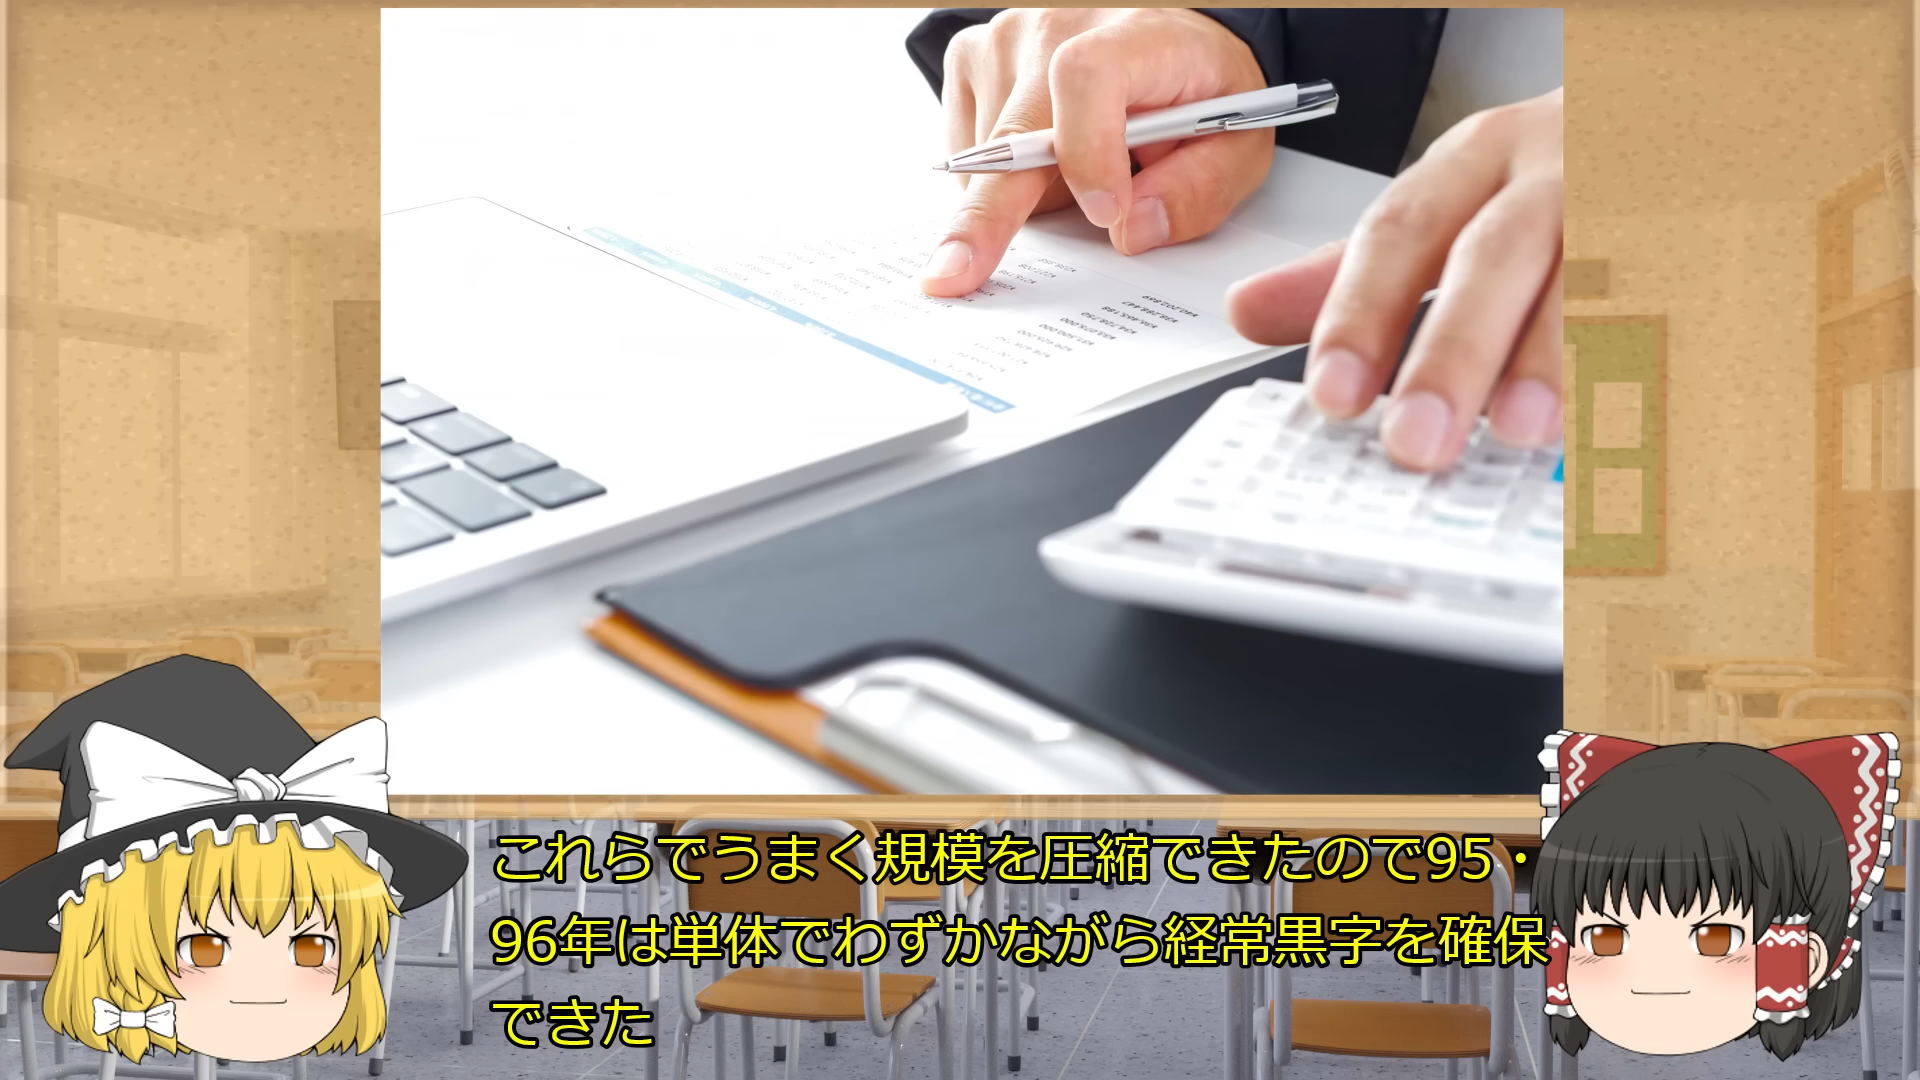 これらでうまく規模を圧縮できたので95・
96年は単体でわずかながら経常黒字を確保
できた